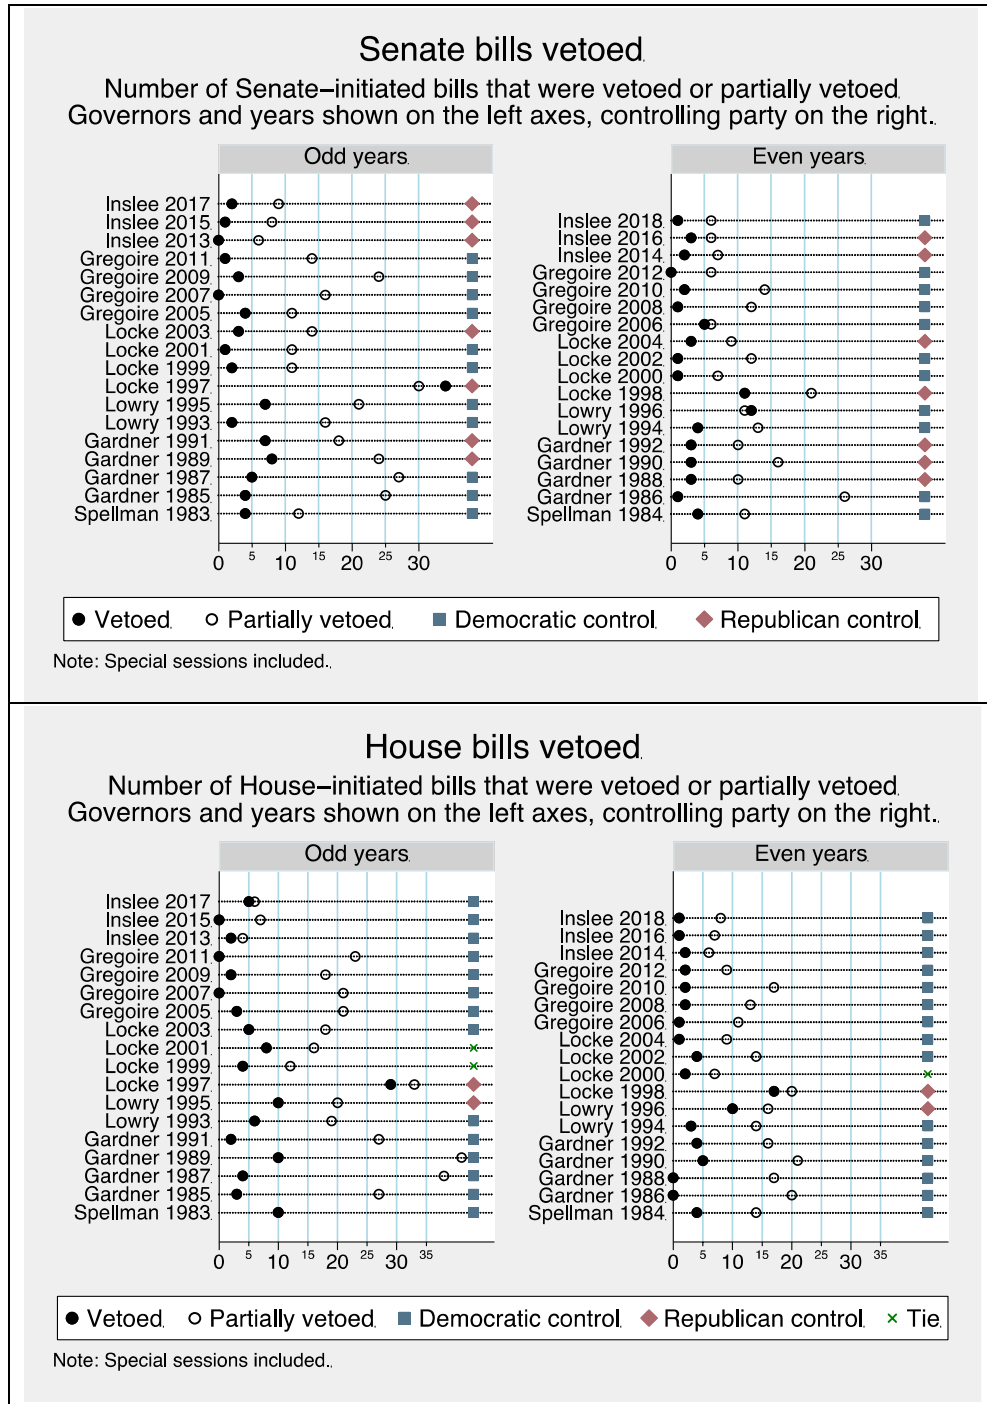 Senate bills vetoed
Number of Senate–initiated bills that were vetoed or partially vetoed
Governors and years shown on the left axes, controlling party on the right.
Odd years
Inslee 2017
Inslee 2015
Inslee 2013
Gregoire 2011
Gregoire 2009
Gregoire 2007
Gregoire 2005
Locke 2003
Locke 2001
Locke 1999
Locke 1997
Lowry 1995
Lowry 1993
Gardner 1991
Gardner 1989
Gardner 1987
Gardner 1985
Spellman 1983
0 5 10 15 20 25 30
Even years
Inslee 2018
Inslee 2016
Inslee 2014
Gregoire 2012
Gregoire 2010
Gregoire 2008
Gregoire 2006
Locke 2004
Locke 2002
Locke 2000
Locke 1998
Lowry 1996
Lowry 1994
Gardner 1992
Gardner 1990
Gardner 1988
Gardner 1986
Spellman 1984
0 5 10 15 20 25 30
Vetoed Partially vetoed Democratic control Republican control
Note: Special sessions included.
House bills vetoed
Number of House–initiated bills that were vetoed or partially vetoed
Governors and years shown on the left axes, controlling party on the right.
Odd years
Inslee 2017
Inslee 2015
Inslee 2013
Gregoire 2011
Gregoire 2009
Gregoire 2007
Gregoire 2005
Locke 2003
Locke 2001
Locke 1999
Locke 1997
Lowry 1995
Lowry 1993
Gardner 1991
Gardner 1989
Gardner 1987
Gardner 1985
Spellman 1983
0 5 10 15 20 25 30 35
Even years
Inslee 2018
Inslee 2016
Inslee 2014
Gregoire 2012
Gregoire 2010
Gregoire 2008
Gregoire 2006
Locke 2004
Locke 2002
Locke 2000
Locke 1998
Lowry 1996
Lowry 1994
Gardner 1992
Gardner 1990
Gardner 1988
Gardner 1986
Spellman 1984
0 5 10 15 20 25 30 35
Vetoed Partially vetoed Democratic control Republican control Tie
Note: Special sessions included.